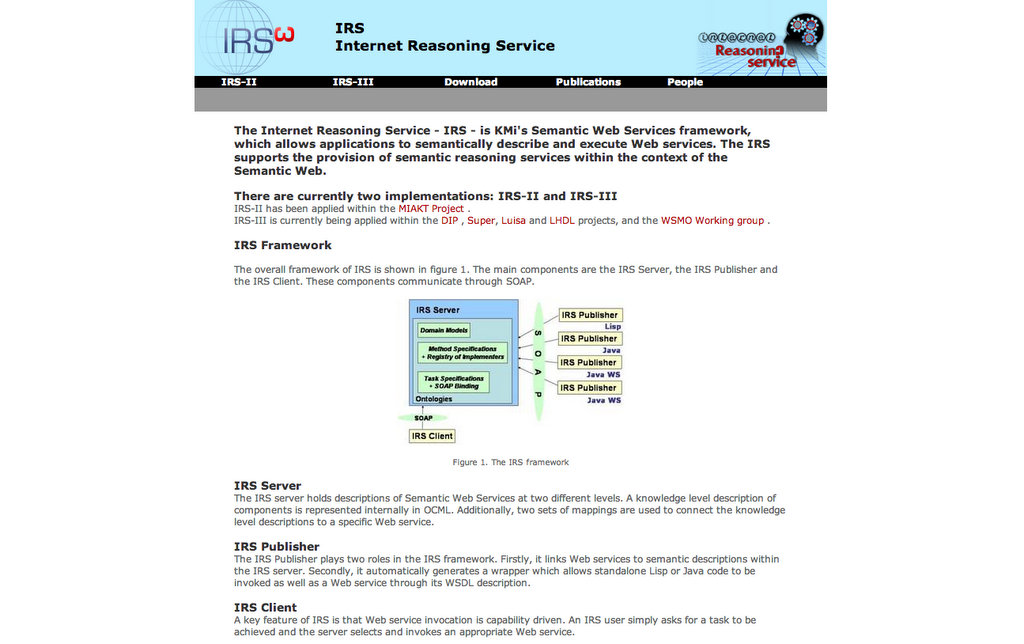 IRS3
IRS
Internet Reasoning Service
internet
Reasoning
service
IRS-II IRS-III Download Publications People
The Internet Reasoning Service - IRS - is KMi's Semantic Web Services framework,
which allows applications to semantically describe and execute Web services. The IRS
supports the provision of semantic reasoning services within the context of the
Semantic Web.
There are currently two implementations: IRS-II and IRS-III
IRS-II has been applied within the MIAKT Project .
IRS-III is currently being applied within the DIP , Super, Luisa and LHDL projects, and the WSMO Working group .
IRS Framework
The overall framework of IRS is shown in figure 1. The main components are the IRS Server, the IRS Publisher and
the IRS Client. These components communicate through SOAP.
IRS Server
Domain Models
Method Specifications
+ Registry of Implementers
Task Specifications
+ SOAP Binding
Ontologies
SOAP
IRS Client
SOAP
IRS Publisher
Lisp
IRS Publisher
Java
IRS Publisher
Java WS
IRS Publisher
Java WS
Figure 1. The IRS framework
IRS Server
The IRS server holds descriptions of Semantic Web Services at two different levels. A knowledge level description of
components is represented internally in OCML. Additionally, two sets of mappings are used to connect the knowledge
level descriptions to a specific Web service.
IRS Publisher
The IRS Publisher plays two roles in the IRS framework. Firstly, it links Web services to semantic descriptions within
the IRS server. Secondly, it automatically generates a wrapper which allows standalone Lisp or Java code to be
invoked as well as a Web service through its WSDL description.
IRS Client
A key feature of IRS is that Web service invocation is capability driven. An IRS user simply asks for a task to be
achieved and the server selects and invokes an appropriate Web service.